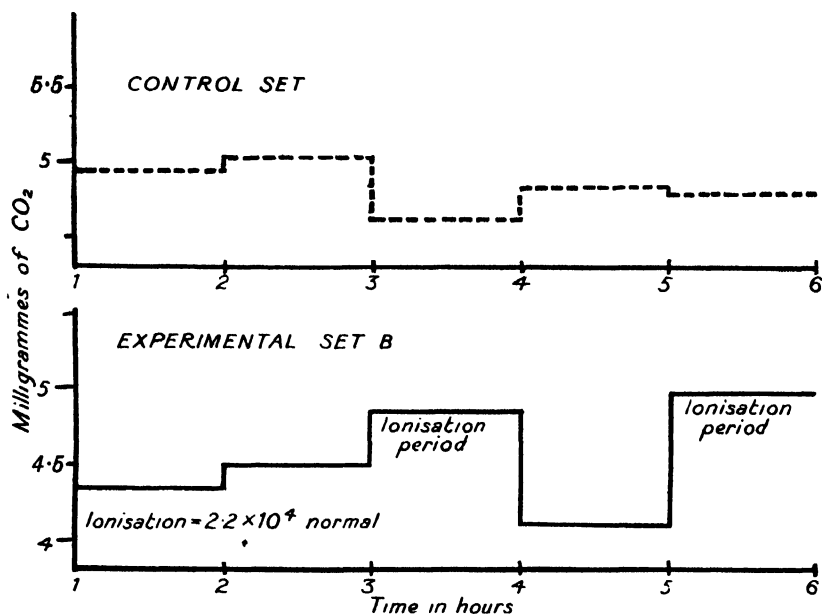 5·5
CONTROL SET
5
1 2 3 4 5 6
Milligrammes of CO₂
EXPERIMENTAL SET B
5
Ionisation period
Ionisation period
4·5
Ionisation = 2·2 × 10⁴ normal
4
1 2 3 4 5 6
Time in hours